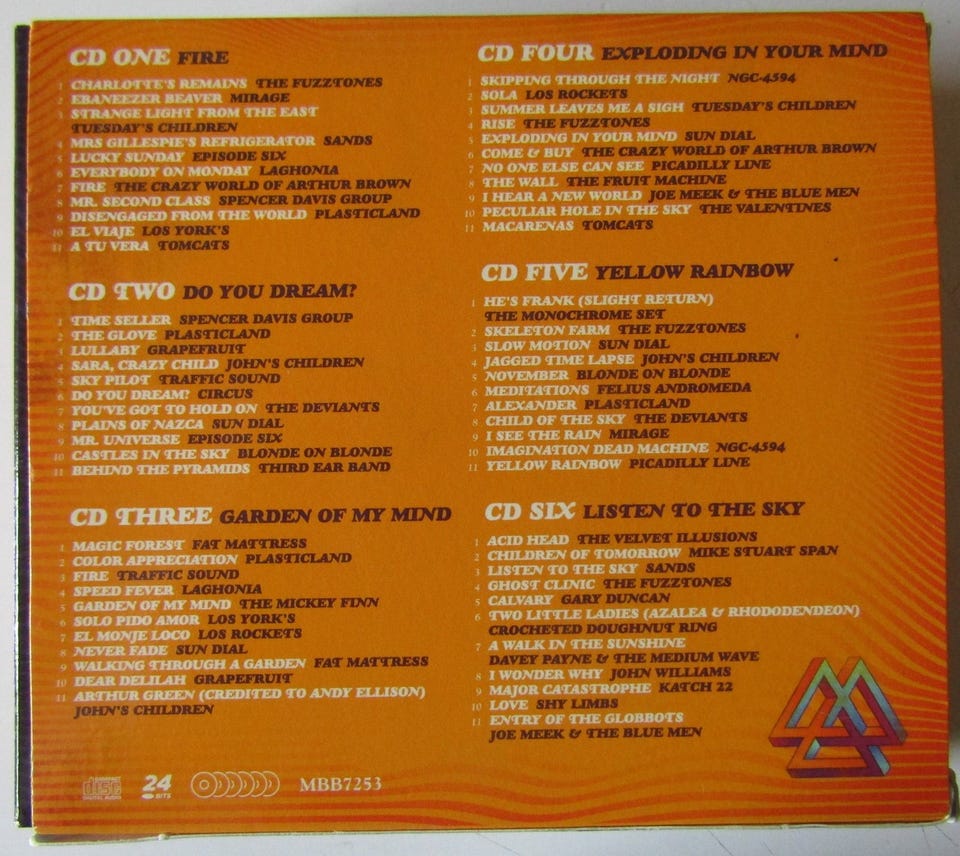 CD ONE FIRE
1 CHARLOTTE'S REMAINS THE FUZZTONES
2 EBANEEZER BEAVER MIRAGE
3 STRANGE LIGHT FROM THE EAST
TUESDAY'S CHILDREN
4 MRS GILLESPIE'S REFRIGERATOR SANDS
5 LUCKY SUNDAY EPISODE SIX
6 EVERYBODY ON MONDAY LAGHONIA
7 FIRE THE CRAZY WORLD OF ARTHUR BROWN
8 MR. SECOND CLASS SPENCER DAVIS GROUP
9 DISENGAGED FROM THE WORLD PLASTICLAND
10 EL VIAJE LOS YORK'S
11 A TU VERA TOMCATS
CD TWO DO YOU DREAM?
1 TIME SELLER SPENCER DAVIS GROUP
2 THE GLOVE PLASTICLAND
3 LULLABY GRAPEFRUIT
4 SARA, CRAZY CHILD JOHN'S CHILDREN
5 SKY PILOT TRAFFIC SOUND
6 DO YOU DREAM? CIRCUS
7 YOU'VE GOT TO HOLD ON THE DEVIANTS
8 PLAINS OF NAZCA SUN DIAL
9 MR. UNIVERSE EPISODE SIX
10 CASTLES IN THE SKY BLONDE ON BLONDE
11 BEHIND THE PYRAMIDS THIRD EAR BAND
CD THREE GARDEN OF MY MIND
1 MAGIC FOREST FAT MATTRESS
2 COLOR APPRECIATION PLASTICLAND
3 FIRE TRAFFIC SOUND
4 SPEED FEVER LAGHONIA
5 GARDEN OF MY MIND THE MICKEY FINN
6 SOLO PIDO AMOR LOS YORK'S
7 EL MONJE LOCO LOS ROCKETS
8 NEVER FADE SUN DIAL
9 WALKING THROUGH A GARDEN FAT MATTRESS
10 DEAR DELILAH GRAPEFRUIT
11 ARTHUR GREEN (CREDITED TO ANDY ELLISON)
JOHN'S CHILDREN
CD FOUR EXPLODING IN YOUR MIND
1 SKIPPING THROUGH THE NIGHT NGC-4594
2 SOLA LOS ROCKETS
3 SUMMER LEAVES ME A SIGH TUESDAY'S CHILDREN
4 RISE THE FUZZTONES
5 EXPLODING IN YOUR MIND SUN DIAL
6 COME & BUY THE CRAZY WORLD OF ARTHUR BROWN
7 NO ONE ELSE CAN SEE PICADILLY LINE
8 THE WALL THE FRUIT MACHINE
9 I HEAR A NEW WORLD JOE MEEK & THE BLUE MEN
10 PECULIAR HOLE IN THE SKY THE VALENTINES
11 MACARENAS TOMCATS
CD FIVE YELLOW RAINBOW
1 HE'S FRANK (SLIGHT RETURN)
THE MONOCHROME SET
2 SKELETON FARM THE FUZZTONES
3 SLOW MOTION SUN DIAL
4 JAGGED TIME LAPSE JOHN'S CHILDREN
5 NOVEMBER BLONDE ON BLONDE
6 MEDITATIONS FELIUS ANDROMEDA
7 ALEXANDER PLASTICLAND
8 CHILD OF THE SKY THE DEVIANTS
9 I SEE THE RAIN MIRAGE
10 IMAGINATION DEAD MACHINE NGC-4594
11 YELLOW RAINBOW PICADILLY LINE
CD SIX LISTEN TO THE SKY
1 ACID HEAD THE VELVET ILLUSIONS
2 CHILDREN OF TOMORROW MIKE STUART SPAN
3 LISTEN TO THE SKY SANDS
4 GHOST CLINIC THE FUZZTONES
5 CALVARY GARY DUNCAN
6 TWO LITTLE LADIES (AZALEA & RHODODENDEON)
CROCHETED DOUGHNUT RING
7 A WALK IN THE SUNSHINE
DAVEY PAYNE & THE MEDIUM WAVE
8 I WONDER WHY JOHN WILLIAMS
9 MAJOR CATASTROPHE KATCH 22
10 LOVE SHY LIMBS
11 ENTRY OF THE GLOBBOTS
JOE MEEK & THE BLUE MEN
COMPACT
disc
DIGITAL AUDIO
24
BITS
MBB7253